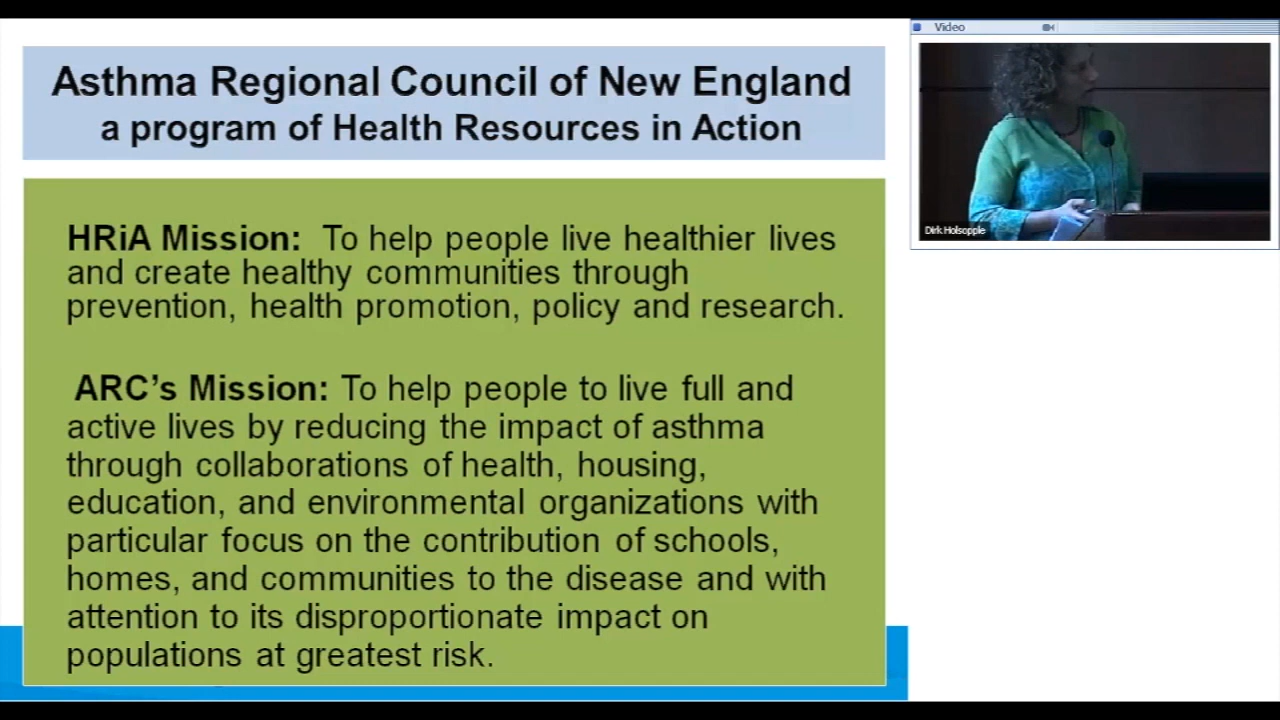 Asthma Regional Council of New England
a program of Health Resources in Action
HRiA Mission: To help people live healthier lives
and create healthy communities through
prevention, health promotion, policy and research.
ARC’s Mission: To help people to live full and
active lives by reducing the impact of asthma
through collaborations of health, housing,
education, and environmental organizations with
particular focus on the contribution of schools,
homes, and communities to the disease and with
attention to its disproportionate impact on
populations at greatest risk.
Video
Dirk Holsopple